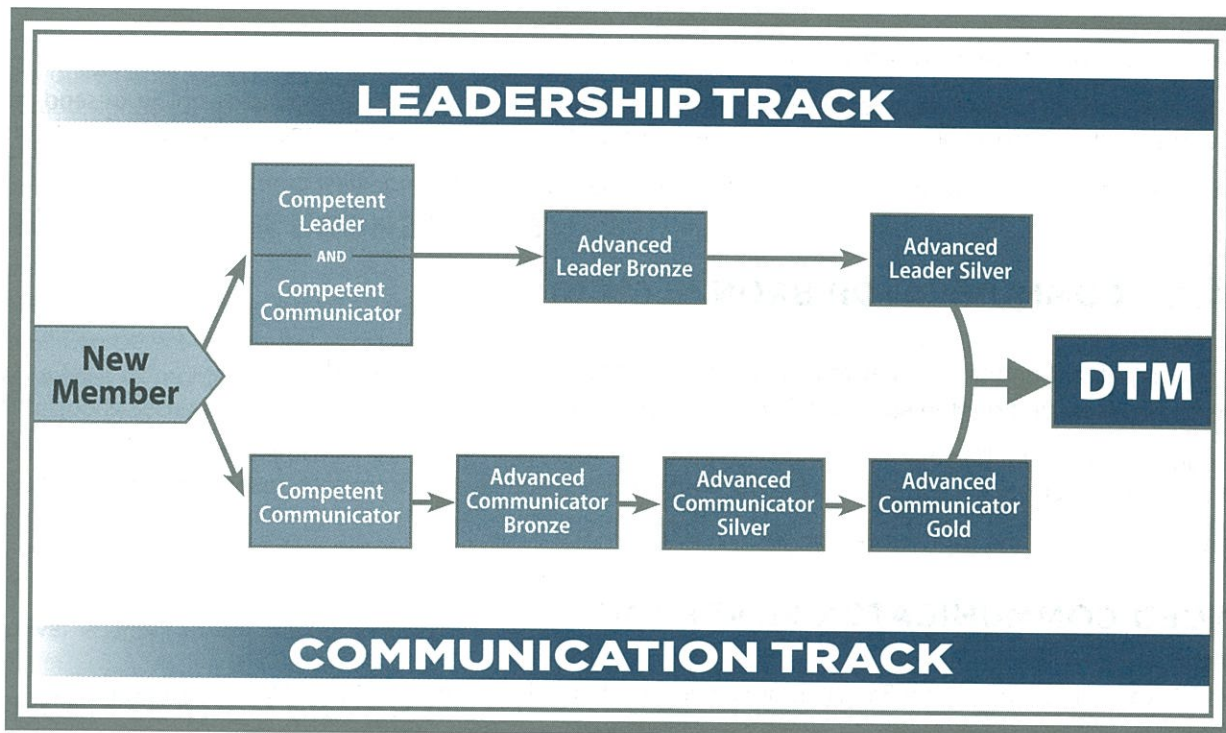 LEADERSHIP TRACK
Competent
Leader
AND
Competent
Communicator
Advanced
Leader Bronze
Advanced
Leader Silver
New
Member
DTM
Competent
Communicator
Advanced
Communicator
Bronze
Advanced
Communicator
Silver
Advanced
Communicator
Gold
COMMUNICATION TRACK